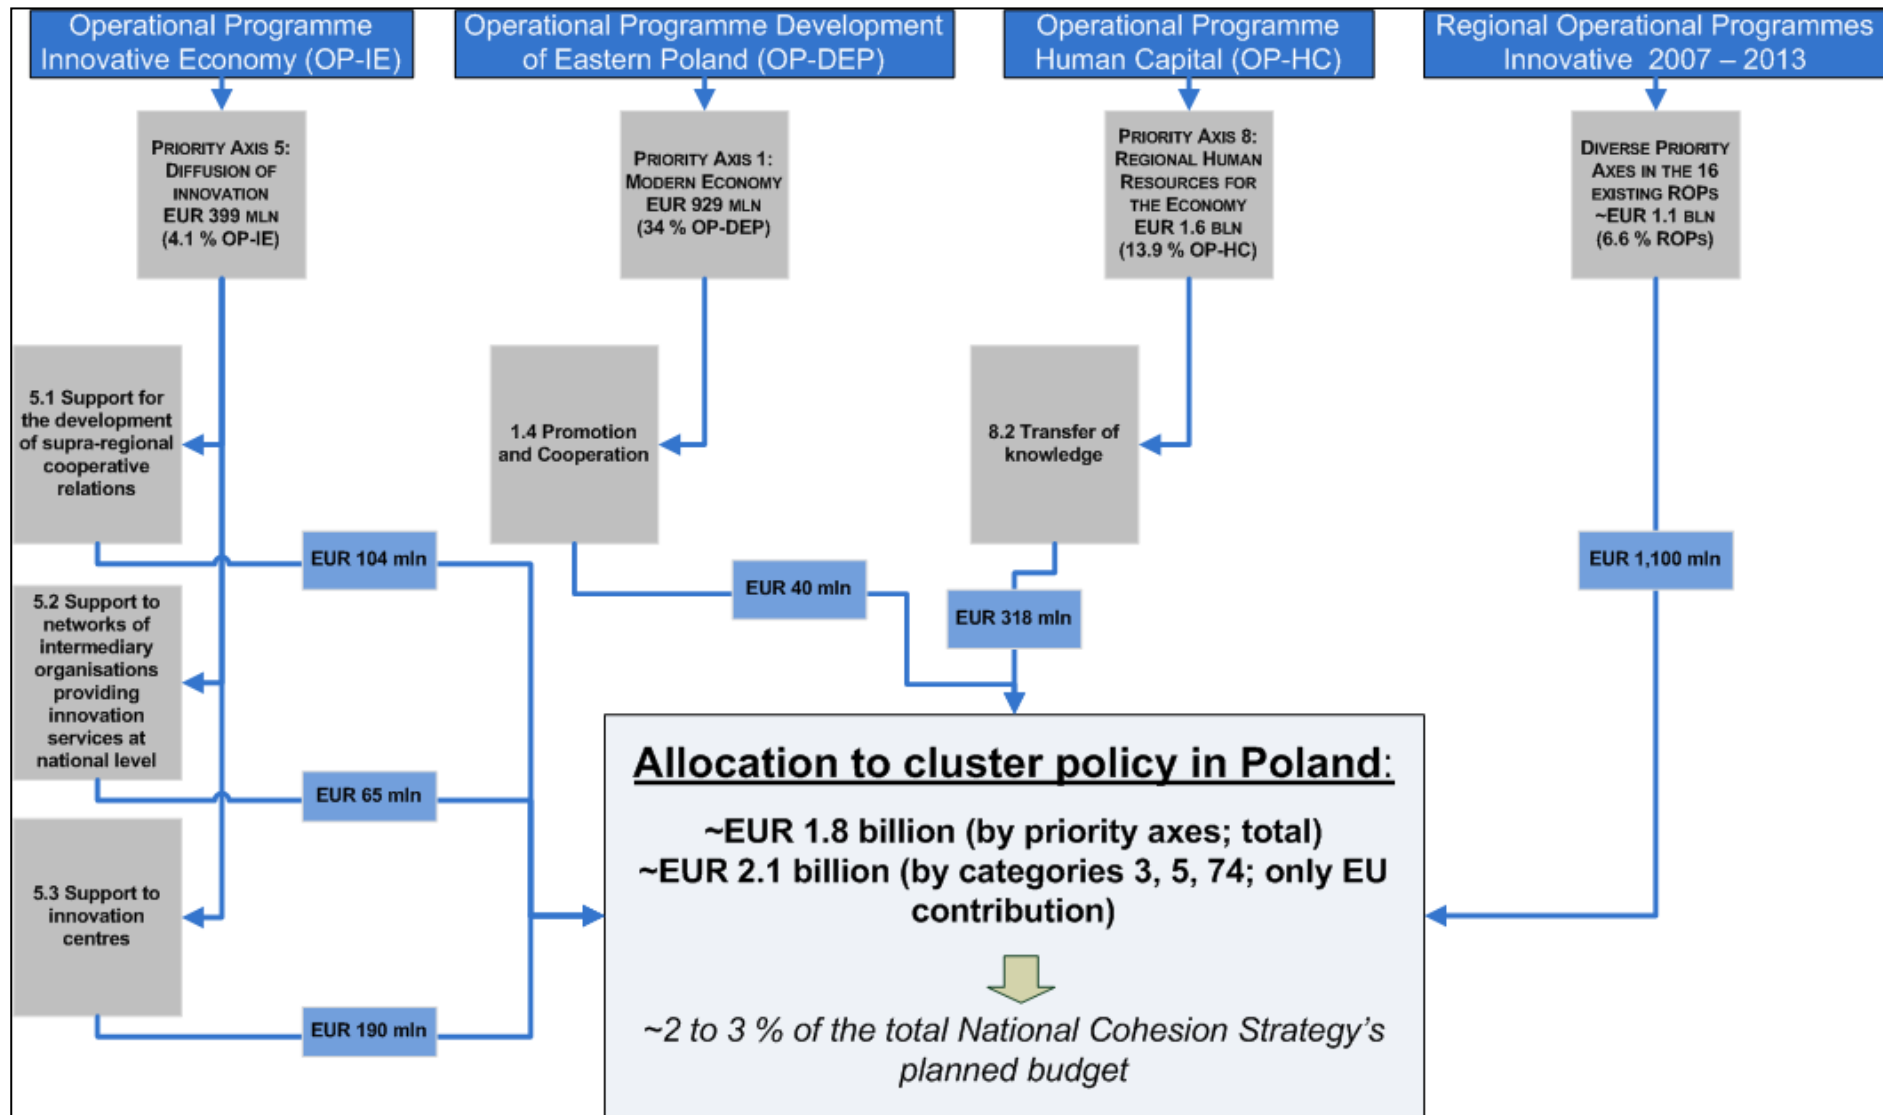 Operational Programme
Innovative Economy (OP-IE)
Operational Programme Development
of Eastern Poland (OP-DEP)
Operational Programme
Human Capital (OP-HC)
Regional Operational Programmes
Innovative 2007 – 2013
PRIORITY AXIS 5:
DIFFUSION OF
INNOVATION
EUR 399 MLN
(4.1 % OP-IE)
PRIORITY AXIS 1:
MODERN ECONOMY
EUR 929 MLN
(34 % OP-DEP)
PRIORITY AXIS 8:
REGIONAL HUMAN
RESOURCES FOR
THE ECONOMY
EUR 1.6 BLN
(13.9 % OP-HC)
DIVERSE PRIORITY
AXES IN THE 16
EXISTING ROPS
~EUR 1.1 BLN
(6.6 % ROPS)
5.1 Support for
the development
of supra-regional
cooperative
relations
1.4 Promotion
and Cooperation
8.2 Transfer of
knowledge
EUR 104 mln
EUR 40 mln
EUR 318 mln
EUR 1,100 mln
5.2 Support to
networks of
intermediary
organisations
providing
innovation
services at
national level
EUR 65 mln
5.3 Support to
innovation
centres
EUR 190 mln
Allocation to cluster policy in Poland:
~EUR 1.8 billion (by priority axes; total)
~EUR 2.1 billion (by categories 3, 5, 74; only EU
contribution)
~2 to 3 % of the total National Cohesion Strategy’s
planned budget